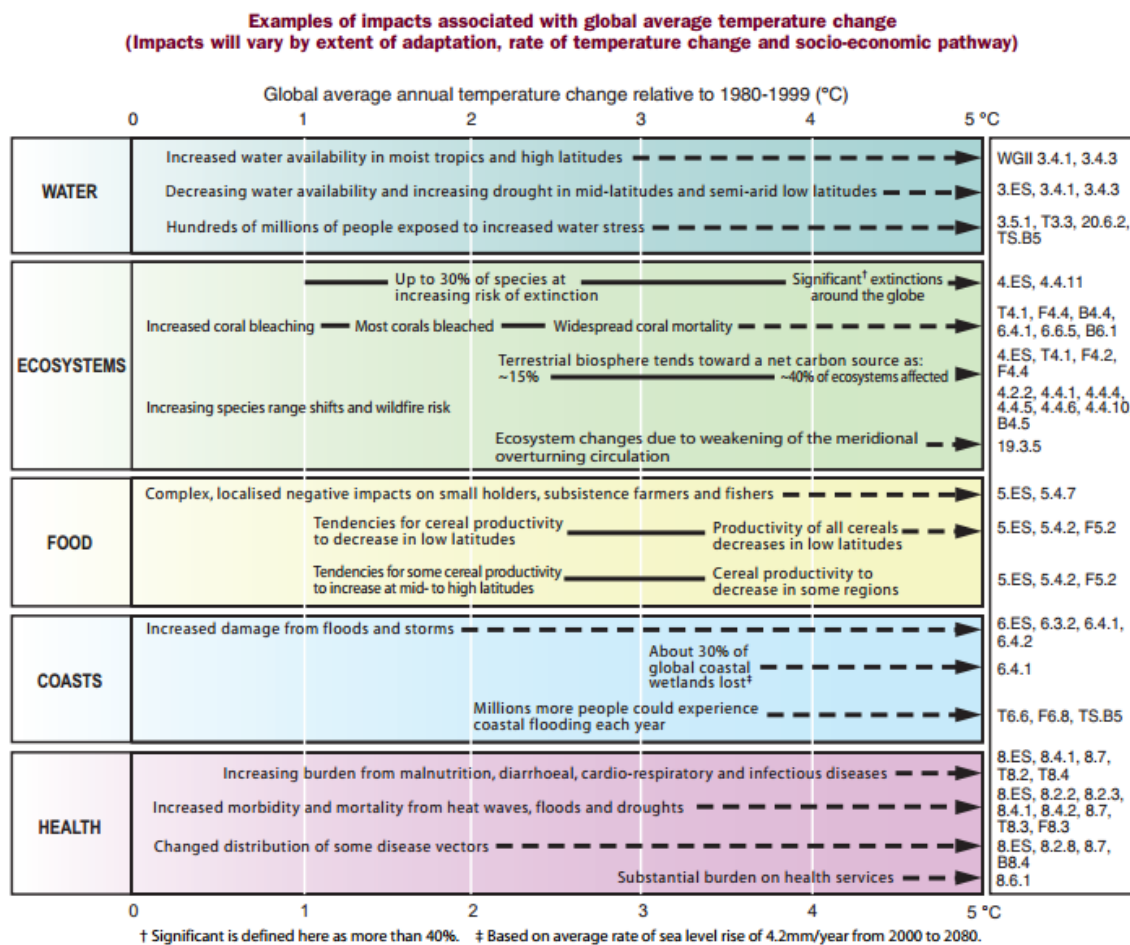 Examples of impacts associated with global average temperature change
(Impacts will vary by extent of adaptation, rate of temperature change and socio-economic pathway)
Global average annual temperature change relative to 1980-1999 (°C)
0 1 2 3 4 5 °C
WATER
Increased water availability in moist tropics and high latitudes
WGII 3.4.1, 3.4.3
Decreasing water availability and increasing drought in mid-latitudes and semi-arid low latitudes
3.ES, 3.4.1, 3.4.3
Hundreds of millions of people exposed to increased water stress
3.5.1, T3.3, 20.6.2,
TS.B5
ECOSYSTEMS
Up to 30% of species at
increasing risk of extinction
Significant† extinctions
around the globe
4.ES, 4.4.11
Increased coral bleaching
Most corals bleached
Widespread coral mortality
T4.1, F4.4, B4.4,
6.4.1, 6.6.5, B6.1
Terrestrial biosphere tends toward a net carbon source as:
~15%
~40% of ecosystems affected
4.ES, T4.1, F4.2,
F4.4
Increasing species range shifts and wildfire risk
4.2.2, 4.4.1, 4.4.4,
4.4.5, 4.4.6, 4.4.10,
B4.5
Ecosystem changes due to weakening of the meridional
overturning circulation
19.3.5
FOOD
Complex, localised negative impacts on small holders, subsistence farmers and fishers
5.ES, 5.4.7
Tendencies for cereal productivity
to decrease in low latitudes
Productivity of all cereals
decreases in low latitudes
5.ES, 5.4.2, F5.2
Tendencies for some cereal productivity
to increase at mid- to high latitudes
Cereal productivity to
decrease in some regions
5.ES, 5.4.2, F5.2
COASTS
Increased damage from floods and storms
6.ES, 6.3.2, 6.4.1,
6.4.2
About 30% of
global coastal
wetlands lost‡
6.4.1
Millions more people could experience
coastal flooding each year
T6.6, F6.8, TS.B5
HEALTH
Increasing burden from malnutrition, diarrhoeal, cardio-respiratory and infectious diseases
8.ES, 8.4.1, 8.7,
T8.2, T8.4
Increased morbidity and mortality from heat waves, floods and droughts
8.ES, 8.2.2, 8.2.3,
8.4.1, 8.4.2, 8.7,
T8.3, F8.3
Changed distribution of some disease vectors
8.ES, 8.2.8, 8.7,
B8.4
Substantial burden on health services
8.6.1
0 1 2 3 4 5 °C
† Significant is defined here as more than 40%. ‡ Based on average rate of sea level rise of 4.2mm/year from 2000 to 2080.